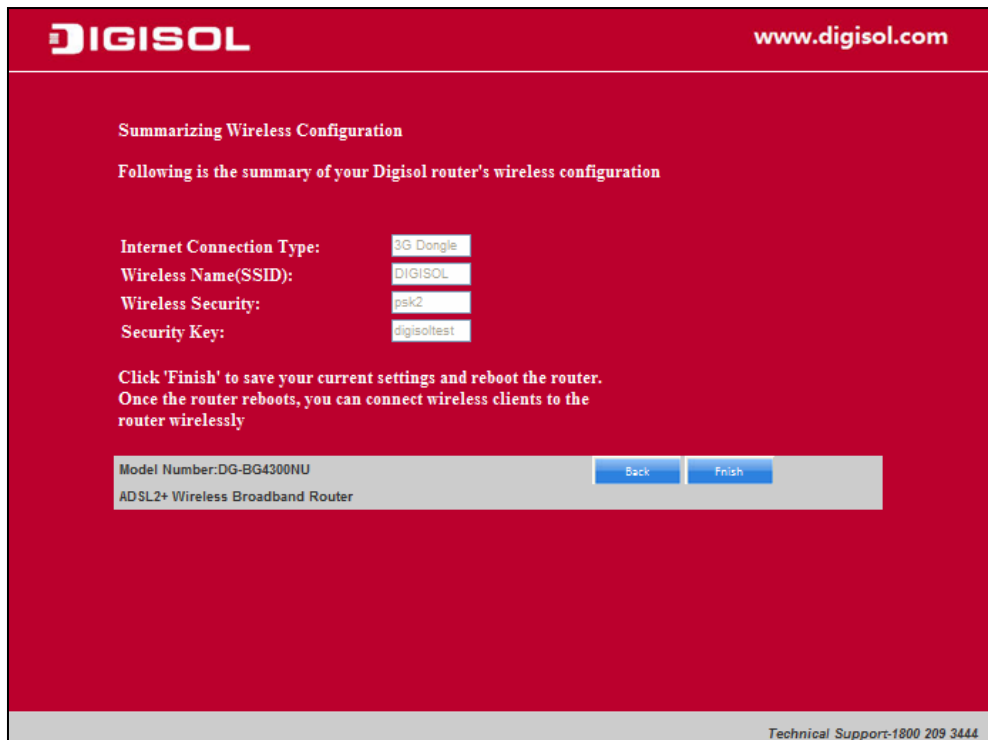 DIGISOL
www.digisol.com
Summarizing Wireless Configuration
Following is the summary of your Digisol router's wireless configuration
Internet Connection Type: 3G Dongle
Wireless Name(SSID): DIGISOL
Wireless Security: psk2
Security Key: digisoltest
Click 'Finish' to save your current settings and reboot the router.
Once the router reboots, you can connect wireless clients to the
router wirelessly
Model Number:DG-BG4300NU
Back Fnish
ADSL2+ Wireless Broadband Router
Technical Support-1800 209 3444